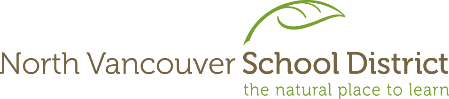 North Vancouver School District
the natural place to learn